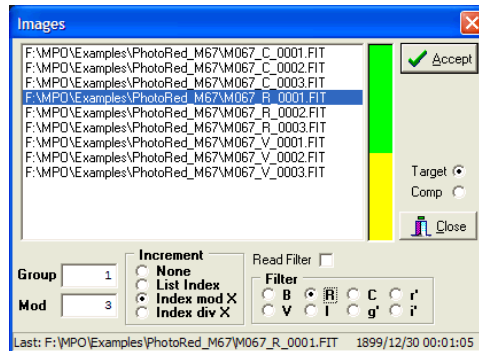 Images
F:\MPO\Examples\PhotoRed_M67\M067_C_0001.FIT
F:\MPO\Examples\PhotoRed_M67\M067_C_0002.FIT
F:\MPO\Examples\PhotoRed_M67\M067_C_0003.FIT
F:\MPO\Examples\PhotoRed_M67\M067_R_0001.FIT
F:\MPO\Examples\PhotoRed_M67\M067_R_0002.FIT
F:\MPO\Examples\PhotoRed_M67\M067_R_0003.FIT
F:\MPO\Examples\PhotoRed_M67\M067_V_0001.FIT
F:\MPO\Examples\PhotoRed_M67\M067_V_0002.FIT
F:\MPO\Examples\PhotoRed_M67\M067_V_0003.FIT
Accept
Target
Comp
Close
Group 1
Mod 3
Increment
None
List Index
Index mod X
Index div X
Read Filter
Filter
B R C r'
V I g' i'
Last: F:\MPO\Examples\PhotoRed_M67\M067_R_0001.FIT 1899/12/30 00:01:05